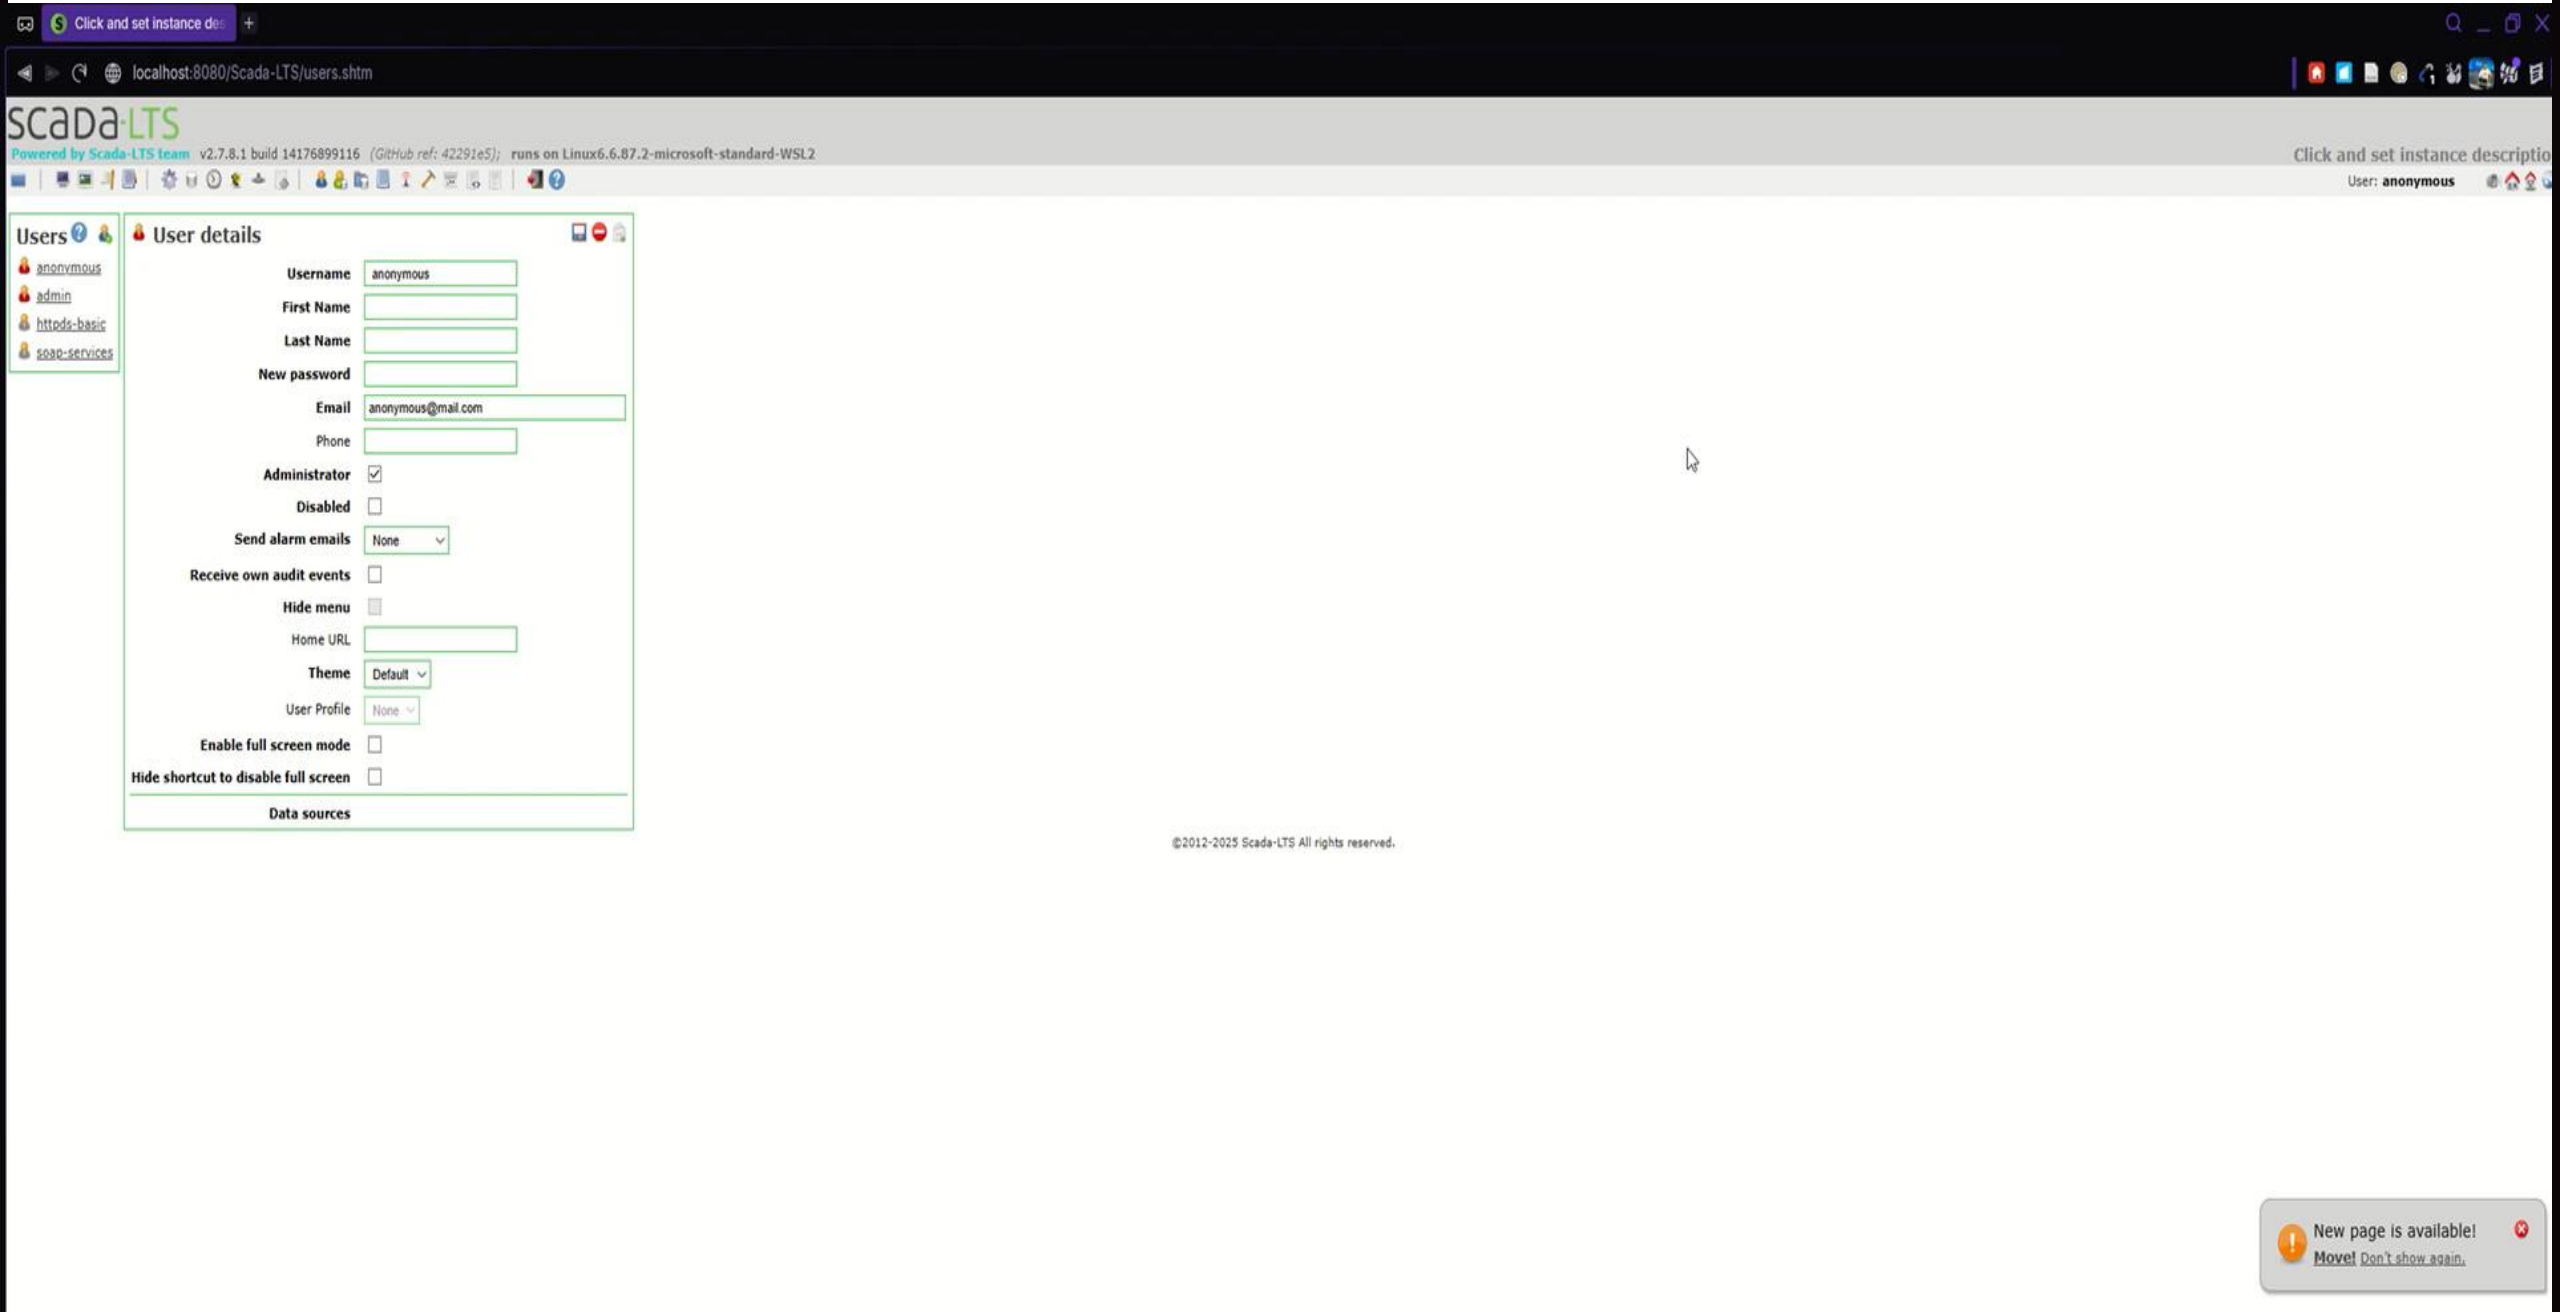 Click and set instance des
localhost:8080/Scada-LTS/users.shtm
scada-LTS
Powered by Scada-LTS team v2.7.8.1 build 14176899116 (GitHub ref: 42291e5); runs on Linux6.6.87.2-microsoft-standard-WSL2
Click and set instance descriptio
User: anonymous
Users
anonymous
admin
httpds-basic
soap-services
User details
Username anonymous
First Name
Last Name
New password
Email anonymous@mail.com
Phone
Administrator
Disabled
Send alarm emails None
Receive own audit events
Hide menu
Home URL
Theme Default
User Profile None
Enable full screen mode
Hide shortcut to disable full screen
Data sources
©2012-2025 Scada-LTS All rights reserved.
New page is available!
Move! Don't show again.